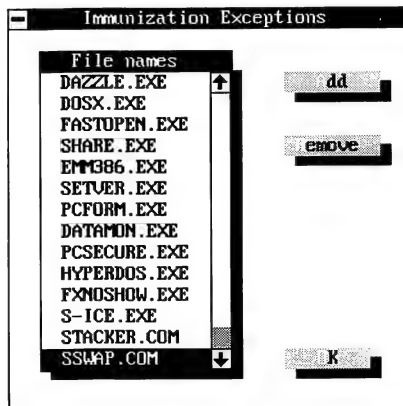 Immunization Exceptions
File names
DAZZLE.EXE
DOSX.EXE
FASTOPEN.EXE
SHARE.EXE
EMM386.EXE
SETVER.EXE
PCFORM.EXE
DATAMON.EXE
PCSECURE.EXE
HYPERDOS.EXE
FXNOSHOW.EXE
S-ICE.EXE
STACKER.COM
SSWAP.COM
dd
emove
K